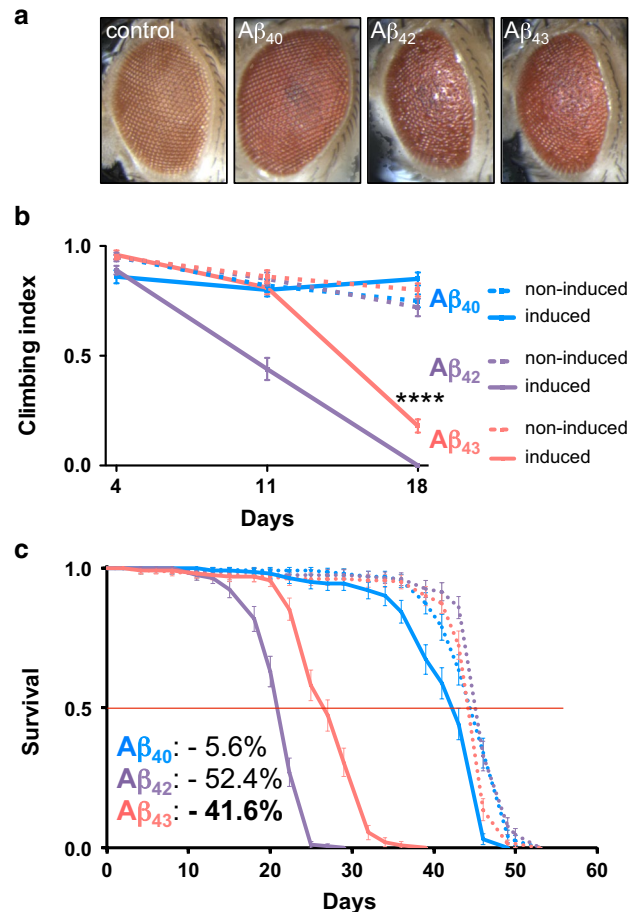 a
control
Aβ40
Aβ42
Aβ43
b
Climbing index
1.0
0.5
0.0
4
11
18
Days
****
Aβ40
non-induced
induced
Aβ42
non-induced
induced
Aβ43
non-induced
induced
c
Survival
1.0
0.5
0.0
Aβ40: - 5.6%
Aβ42: - 52.4%
Aβ43: - 41.6%
0
10
20
30
40
50
60
Days